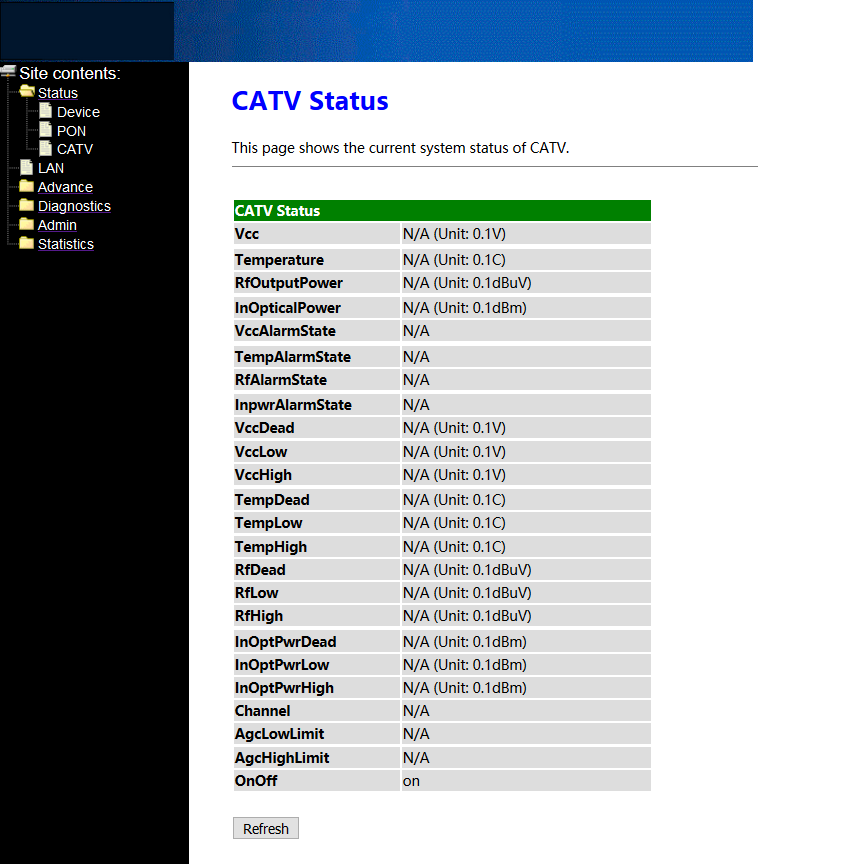 Site contents:
Status
Device
PON
CATV
LAN
Advance
Diagnostics
Admin
Statistics
CATV Status
This page shows the current system status of CATV.
CATV Status
Vcc N/A (Unit: 0.1V)
Temperature N/A (Unit: 0.1C)
RfOutputPower N/A (Unit: 0.1dBuV)
InOpticalPower N/A (Unit: 0.1dBm)
VccAlarmState N/A
TempAlarmState N/A
RfAlarmState N/A
InpwrAlarmState N/A
VccDead N/A (Unit: 0.1V)
VccLow N/A (Unit: 0.1V)
VccHigh N/A (Unit: 0.1V)
TempDead N/A (Unit: 0.1C)
TempLow N/A (Unit: 0.1C)
TempHigh N/A (Unit: 0.1C)
RfDead N/A (Unit: 0.1dBuV)
RfLow N/A (Unit: 0.1dBuV)
RfHigh N/A (Unit: 0.1dBuV)
InOptPwrDead N/A (Unit: 0.1dBm)
InOptPwrLow N/A (Unit: 0.1dBm)
InOptPwrHigh N/A (Unit: 0.1dBm)
Channel N/A
AgcLowLimit N/A
AgcHighLimit N/A
OnOff on
Refresh